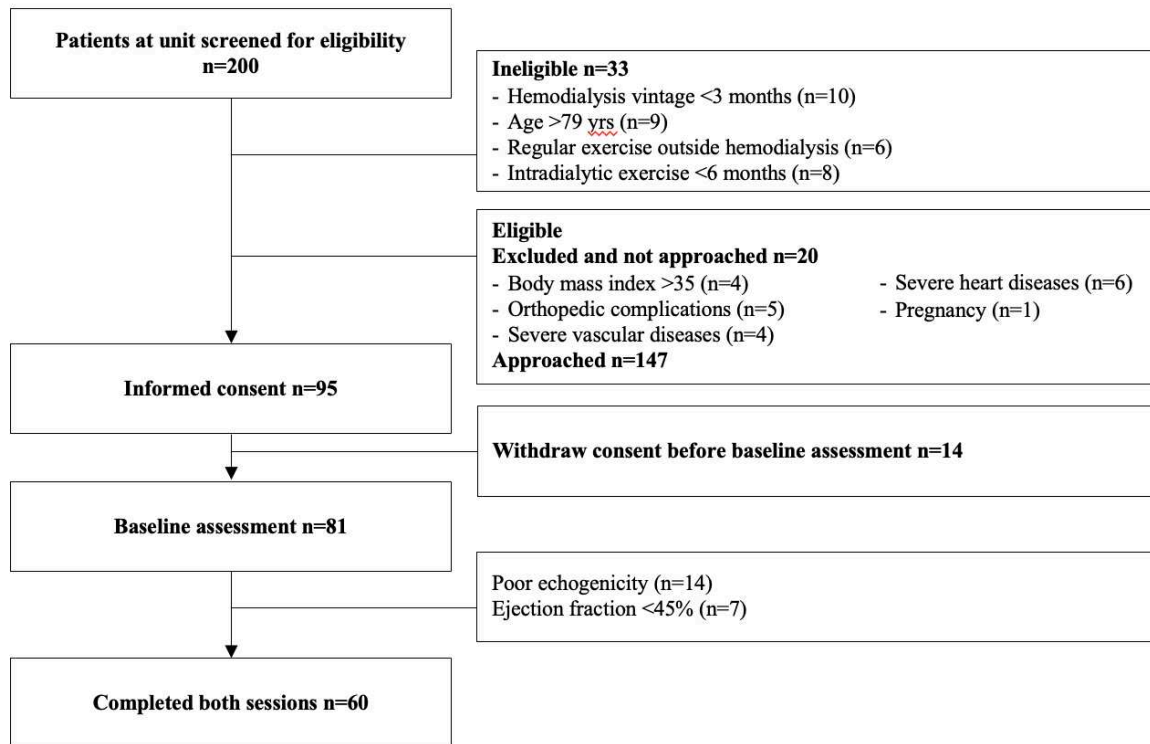 Patients at unit screened for eligibility
n=200
Ineligible n=33
- Hemodialysis vintage <3 months (n=10)
- Age >79 yrs (n=9)
- Regular exercise outside hemodialysis (n=6)
- Intradialytic exercise <6 months (n=8)
Eligible
Excluded and not approached n=20
- Body mass index >35 (n=4)
- Orthopedic complications (n=5)
- Severe vascular diseases (n=4)
- Severe heart diseases (n=6)
- Pregnancy (n=1)
Approached n=147
Informed consent n=95
Withdraw consent before baseline assessment n=14
Baseline assessment n=81
Poor echogenicity (n=14)
Ejection fraction <45% (n=7)
Completed both sessions n=60